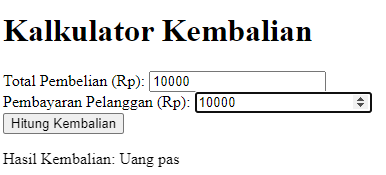 Kalkulator Kembalian
Total Pembelian (Rp): 10000
Pembayaran Pelanggan (Rp): 10000
Hitung Kembalian
Hasil Kembalian: Uang pas